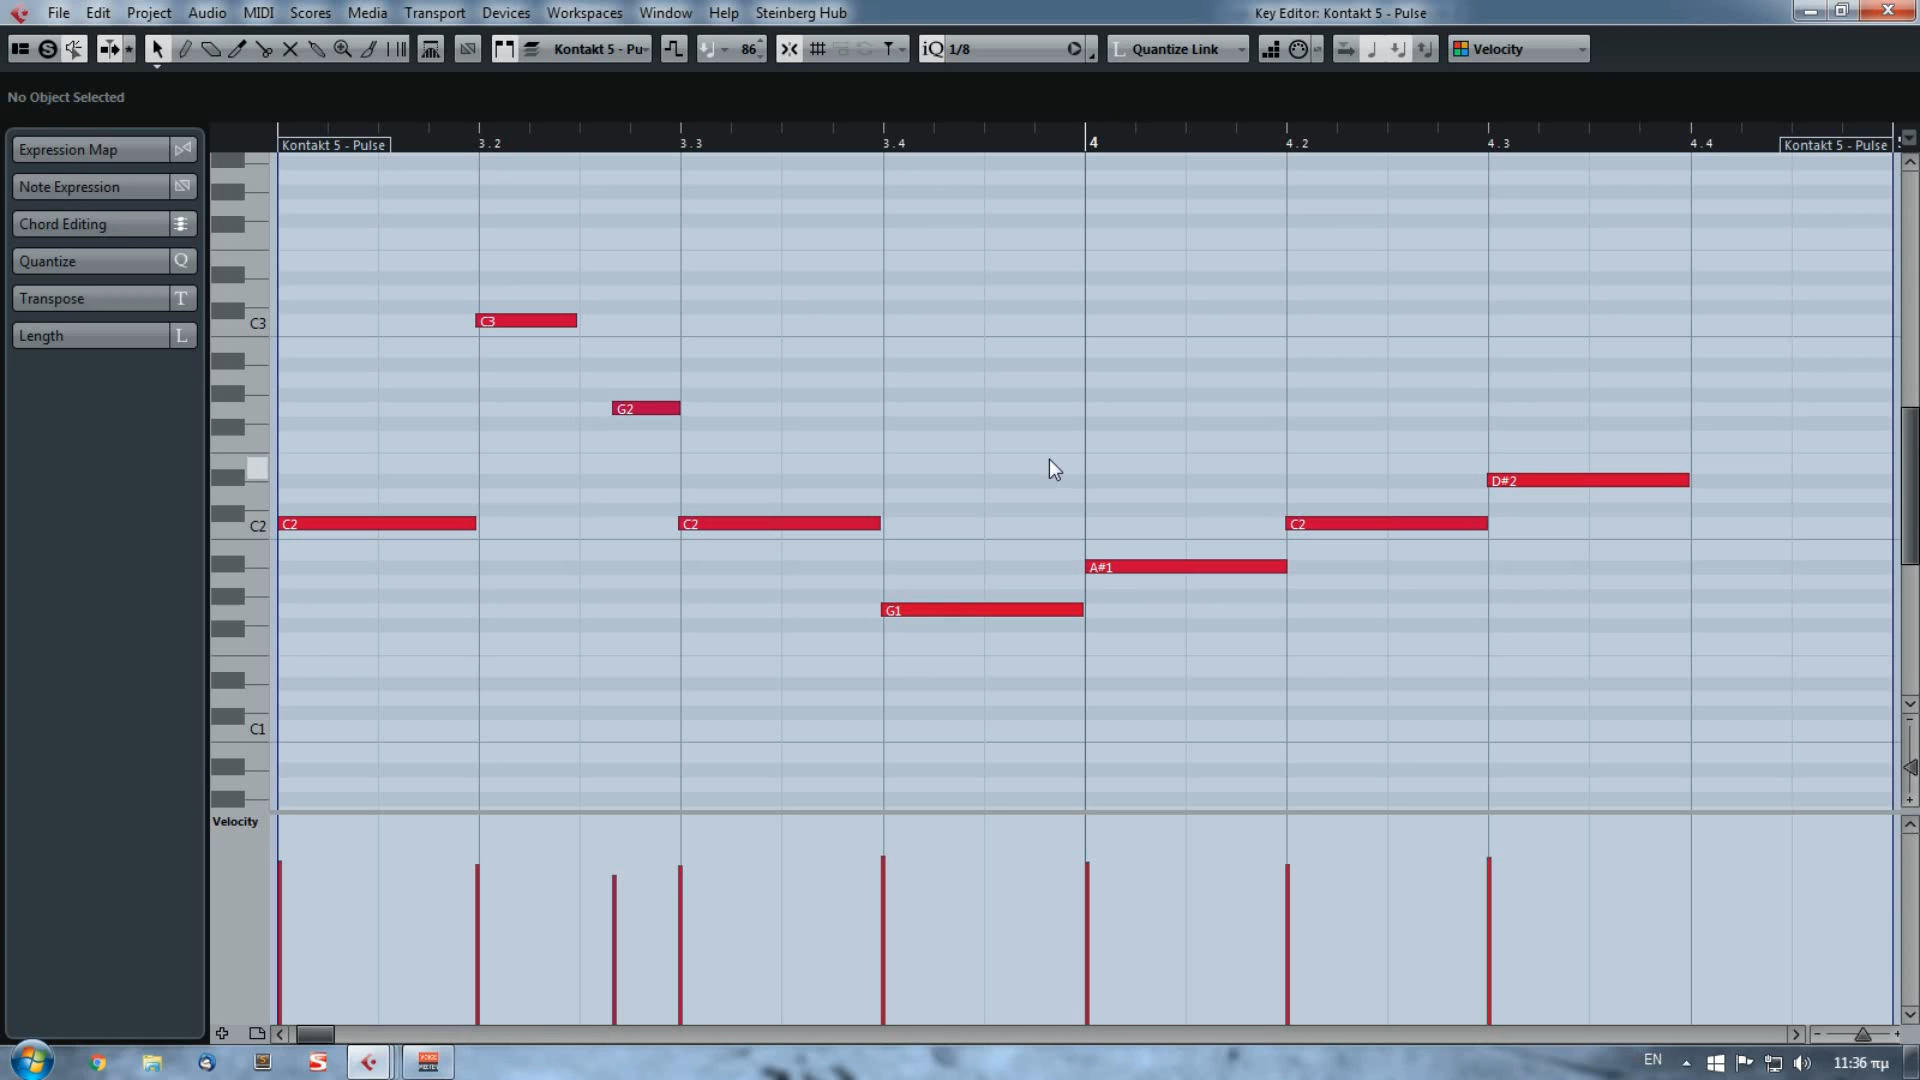 File Edit Project Audio MIDI Scores Media Transport Devices Workspaces Window Help Steinberg Hub Key Editor: Kontakt 5 - Pulse
Kontakt 5 - Pu 86 iQ 1/8 L Quantize Link Velocity
No Object Selected
Expression Map
Note Expression
Chord Editing
Quantize Q
Transpose T
Length L
Kontakt 5 - Pulse 3.2 3.3 3.4 4 4.2 4.3 4.4 Kontakt 5 - Pulse
C3 C3
G2
D#2
C2 C2 C2 C2
A#1
G1
C1
Velocity
EN 11:36 πμ